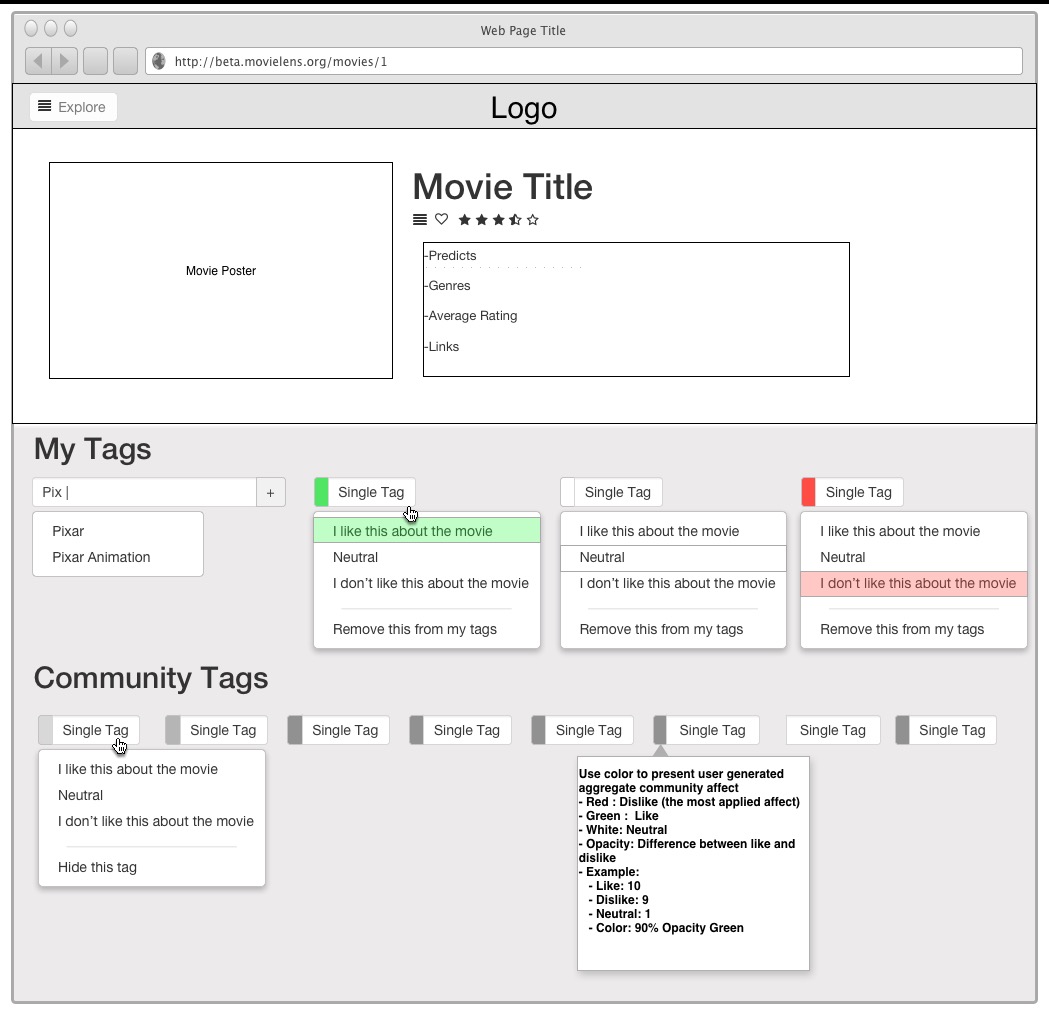 Web Page Title
http://beta.movielens.org/movies/1
Explore
Logo
Movie Poster
Movie Title
-Predicts
-Genres
-Average Rating
-Links
My Tags
Pix |
+
Pixar
Pixar Animation
Single Tag
I like this about the movie
Neutral
I don’t like this about the movie
Remove this from my tags
Single Tag
I like this about the movie
Neutral
I don’t like this about the movie
Remove this from my tags
Single Tag
I like this about the movie
Neutral
I don’t like this about the movie
Remove this from my tags
Community Tags
Single Tag
Single Tag
Single Tag
Single Tag
Single Tag
Single Tag
Single Tag
Single Tag
I like this about the movie
Neutral
I don’t like this about the movie
Hide this tag
Use color to present user generated
aggregate community affect
- Red : Dislike (the most applied affect)
- Green :  Like
- White: Neutral
- Opacity: Difference between like and
dislike
- Example:
- Like: 10
- Dislike: 9
- Neutral: 1
- Color: 90% Opacity Green